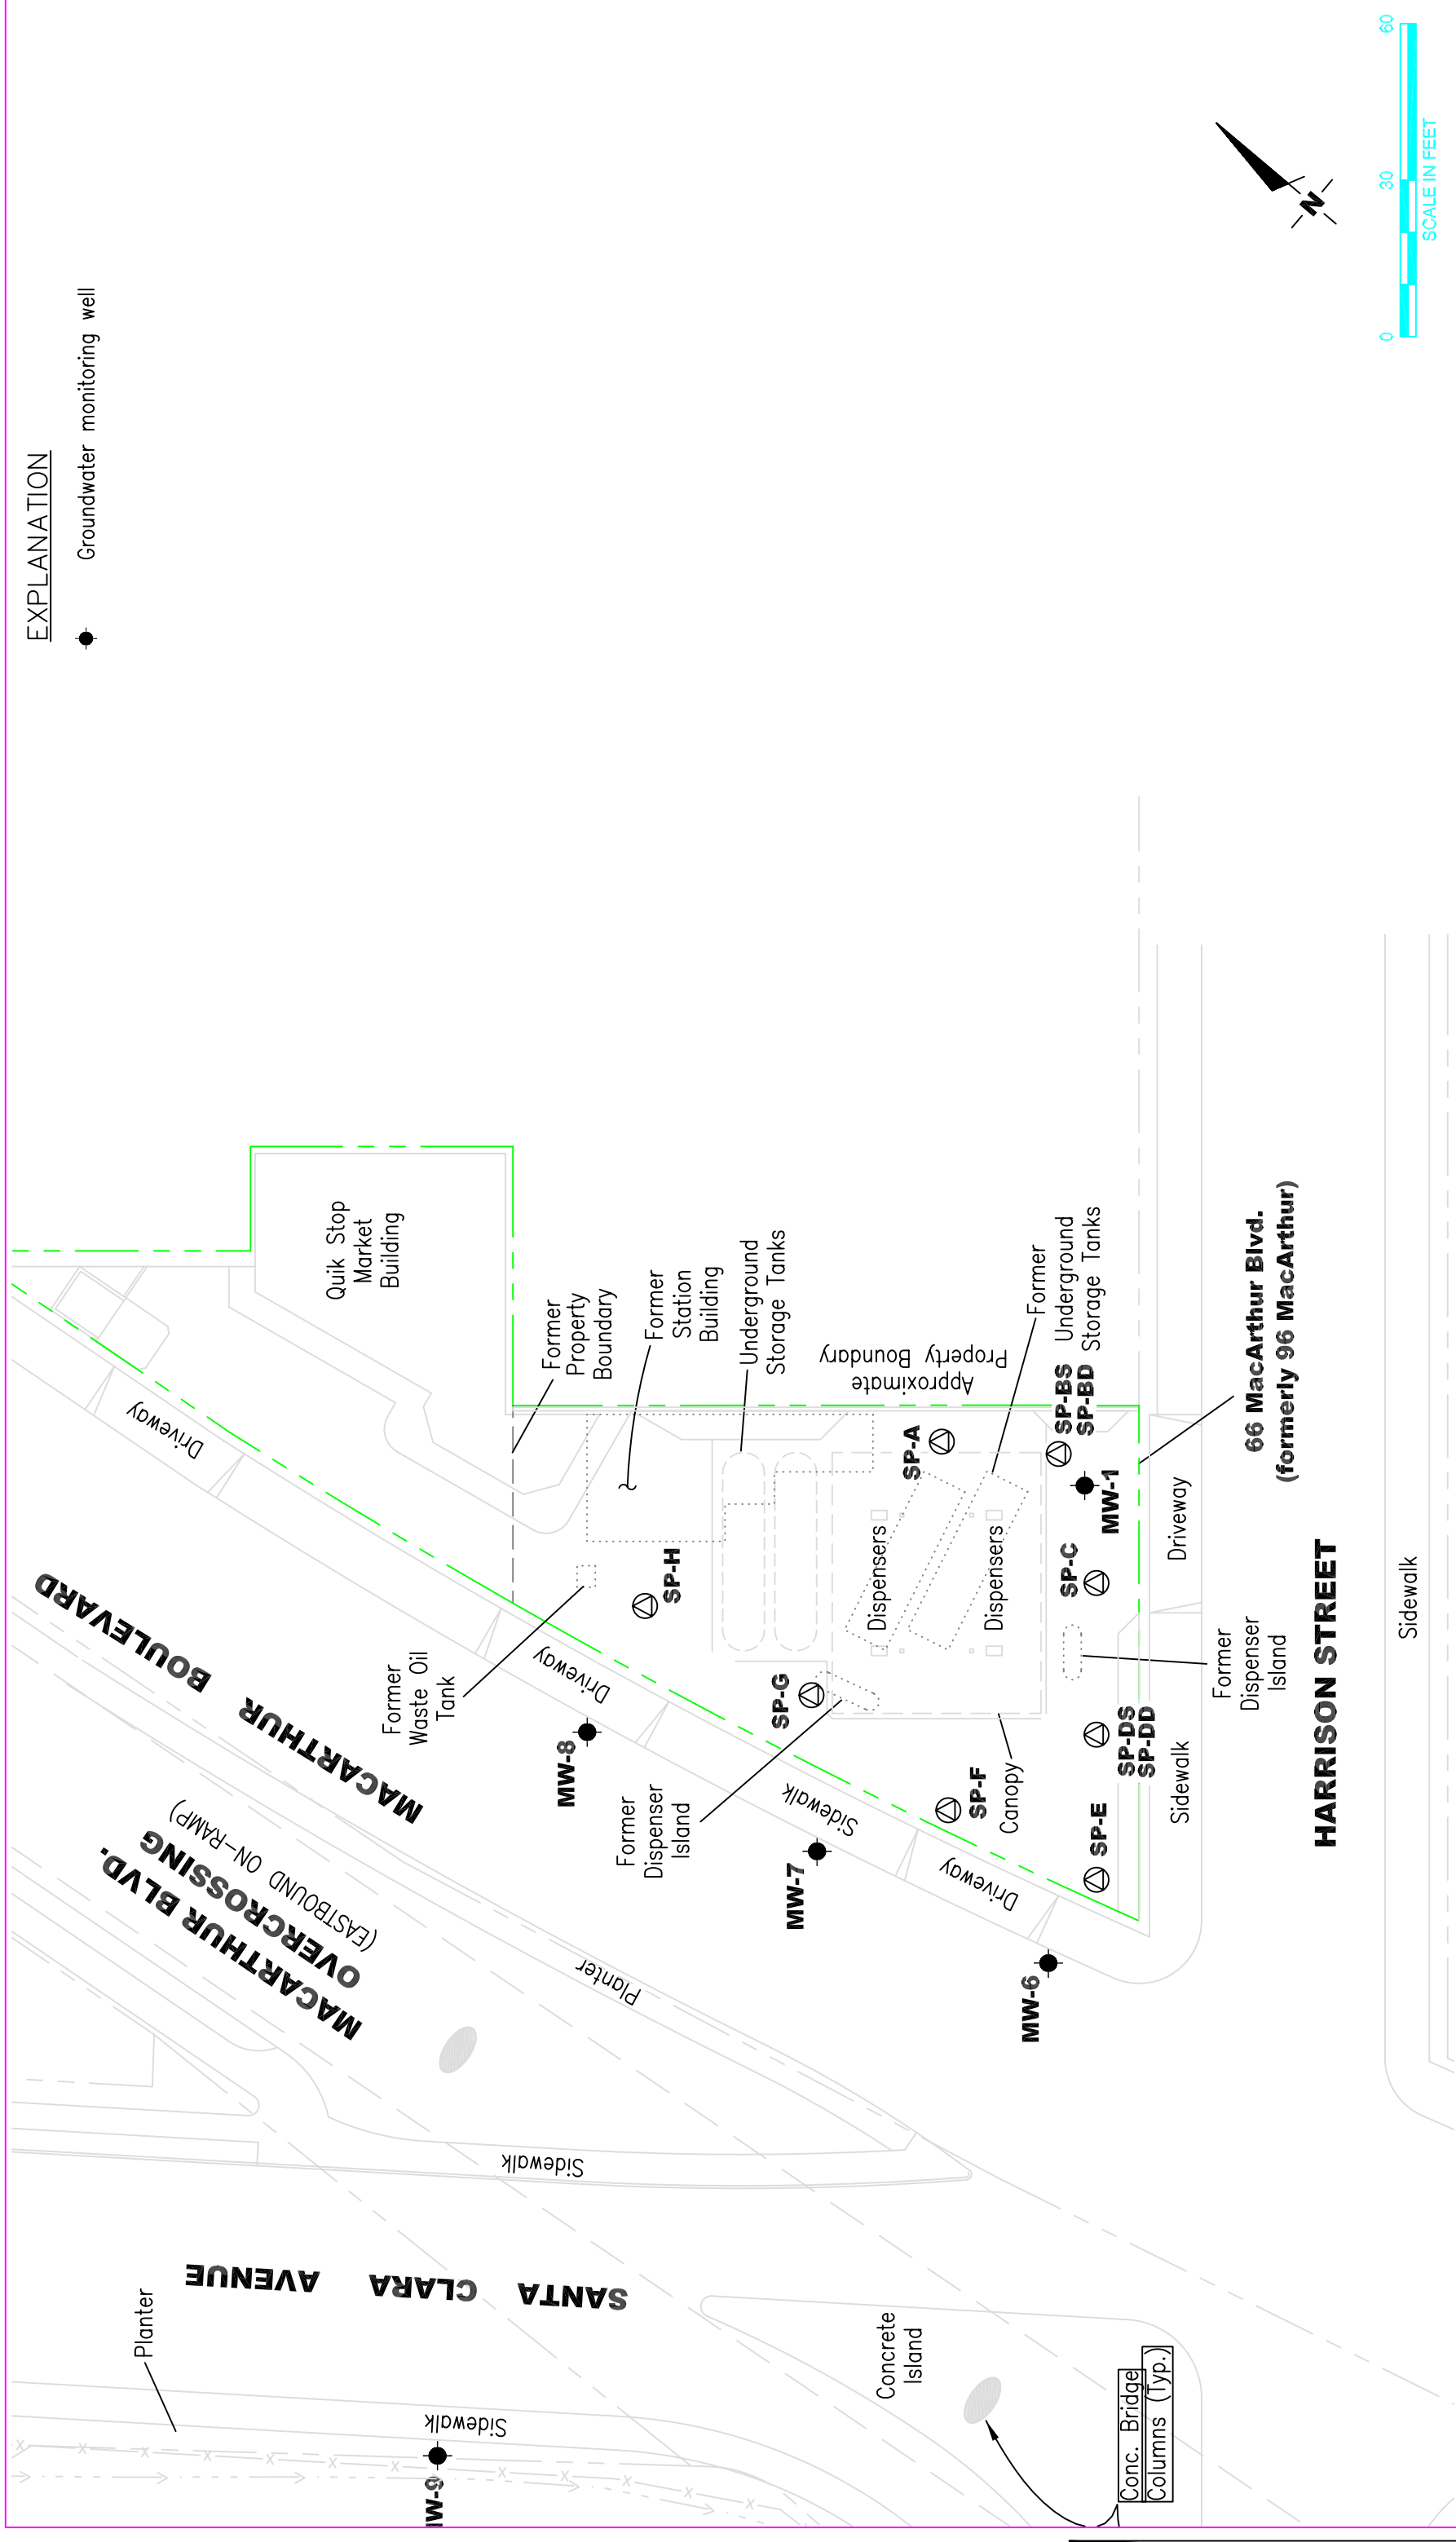 EXPLANATION
Groundwater monitoring well
Planter
SANTA CLARA AVENUE
Sidewalk
Sidewalk
MACARTHUR BLVD.
OVERCROSSING
(EASTBOUND ON-RAMP)
MACARTHUR BOULEVARD
Planter
Driveway
Quik Stop
Market
Building
Former
Property
Boundary
Former
Station
Building
Underground
Storage Tanks
Former
Waste Oil
Tank
Driveway
MW-8
SP-H
Former
Dispenser
Island
SP-G
Sidewalk
MW-7
Dispensers
Dispensers
SP-A
Approximate
Property Boundary
Former
Underground
Storage Tanks
SP-BS
SP-BD
MW-1
SP-C
Canopy
SP-F
Driveway
MW-6
SP-E
SP-DS
SP-DD
Sidewalk
Driveway
Former
Dispenser
Island
66 MacArthur Blvd.
(formerly 96 MacArthur)
HARRISON STREET
Sidewalk
Concrete
Island
Conc. Bridge
Columns (Typ.)
N
0 30 60
SCALE IN FEET